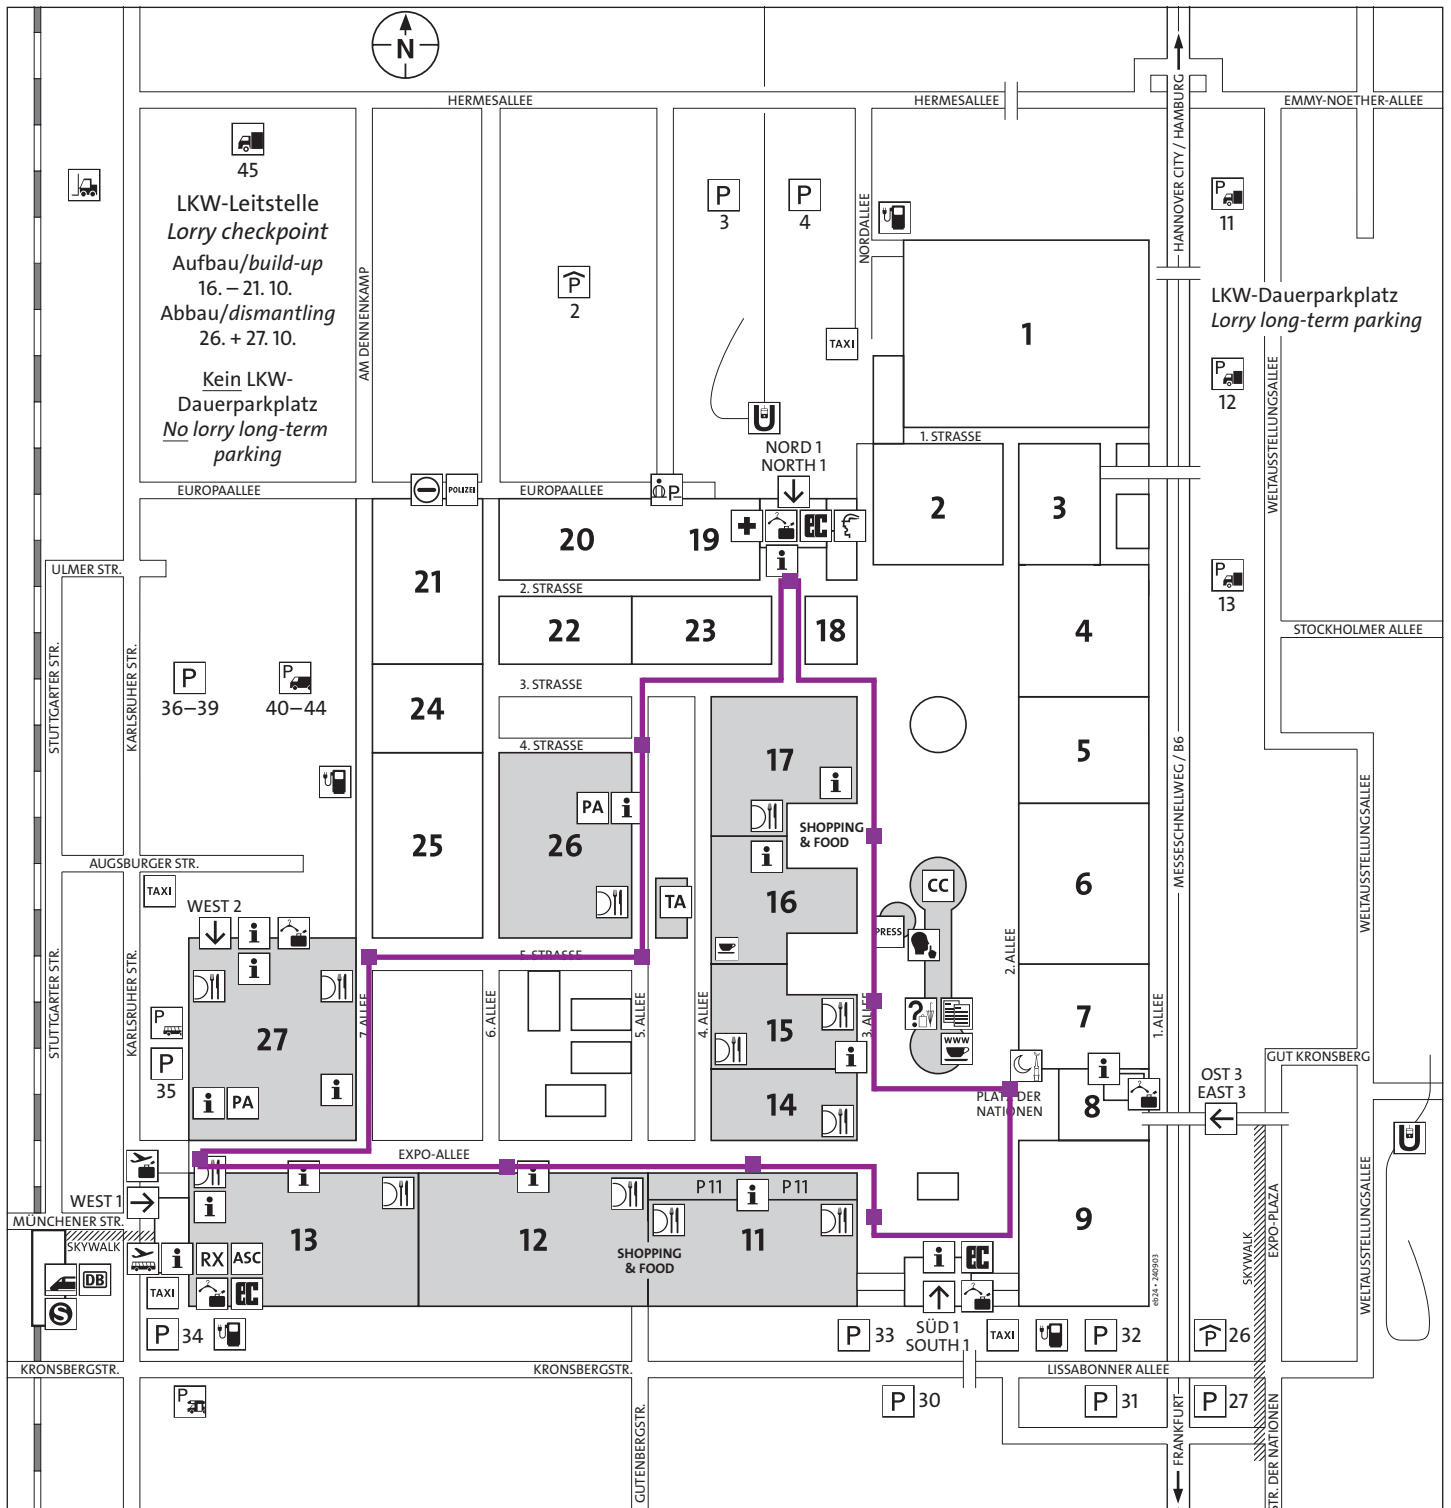 N
HERMESALLEE
HERMESALLEE
EMMY-NOETHER-ALLEE
HANNOVER CITY / HAMBURG
45
LKW-Leitstelle
Lorry checkpoint
Aufbau/build-up
16. – 21. 10.
Abbau/dismantling
26. + 27. 10.
Kein LKW-
Dauerparkplatz
No lorry long-term
parking
AM DENNENKAMP
P
2
P
3
P
4
NORDALLEE
TAXI
U
P
11
LKW-Dauerparkplatz
Lorry long-term parking
P
12
P
13
WELTAUSSTELLUNGSALLEE
1
1. STRASSE
NORD 1
NORTH 1
EUROPAALLEE
POLIZEI
EUROPAALLEE
P
2
3
20
19
EC
i
21
2. STRASSE
22
23
18
4
ULMER STR.
STOCKHOLMER ALLEE
STUTTGARTER STR.
KARLSRUHER STR.
P
36–39
P
40–44
24
3. STRASSE
4. STRASSE
17
i
5
MESSESCHNELLWEG / B6
WELTAUSSTELLUNGSALLEE
25
PA
i
26
SHOPPING
& FOOD
i
16
6
AUGSBURGER STR.
TAXI
WEST 2
i
i
TA
CC
PRESS
5. STRASSE
2. ALLEE
STUTTGARTER STR.
KARLSRUHER STR.
P
P
35
27
i
PA
i
7. ALLEE
6. ALLEE
5. ALLEE
4. ALLEE
15
i
3. ALLEE
?
WWW
7
1. ALLEE
14
PLATZ DER
NATIONEN
i
8
OST 3
EAST 3
GUT KRONSBERG
U
EXPO-ALLEE
WEST 1
MÜNCHENER STR.
SKYWALK
i
i
13
i
12
P 11
i
P 11
11
SHOPPING
& FOOD
9
SKYWALK
EXPO-PLAZA
WELTAUSSTELLUNGSALLEE
i
RX
ASC
DB
S
TAXI
EC
i
EC
eb24 • 240903
P
34
P
33
SÜD 1
SOUTH 1
TAXI
P
32
P
26
KRONSBERGSTR.
KRONSBERGSTR.
LISSABONNER ALLEE
P
P
30
P
31
P
27
GUTENBERGSTR.
FRANKFURT
STR. DER NATIONEN